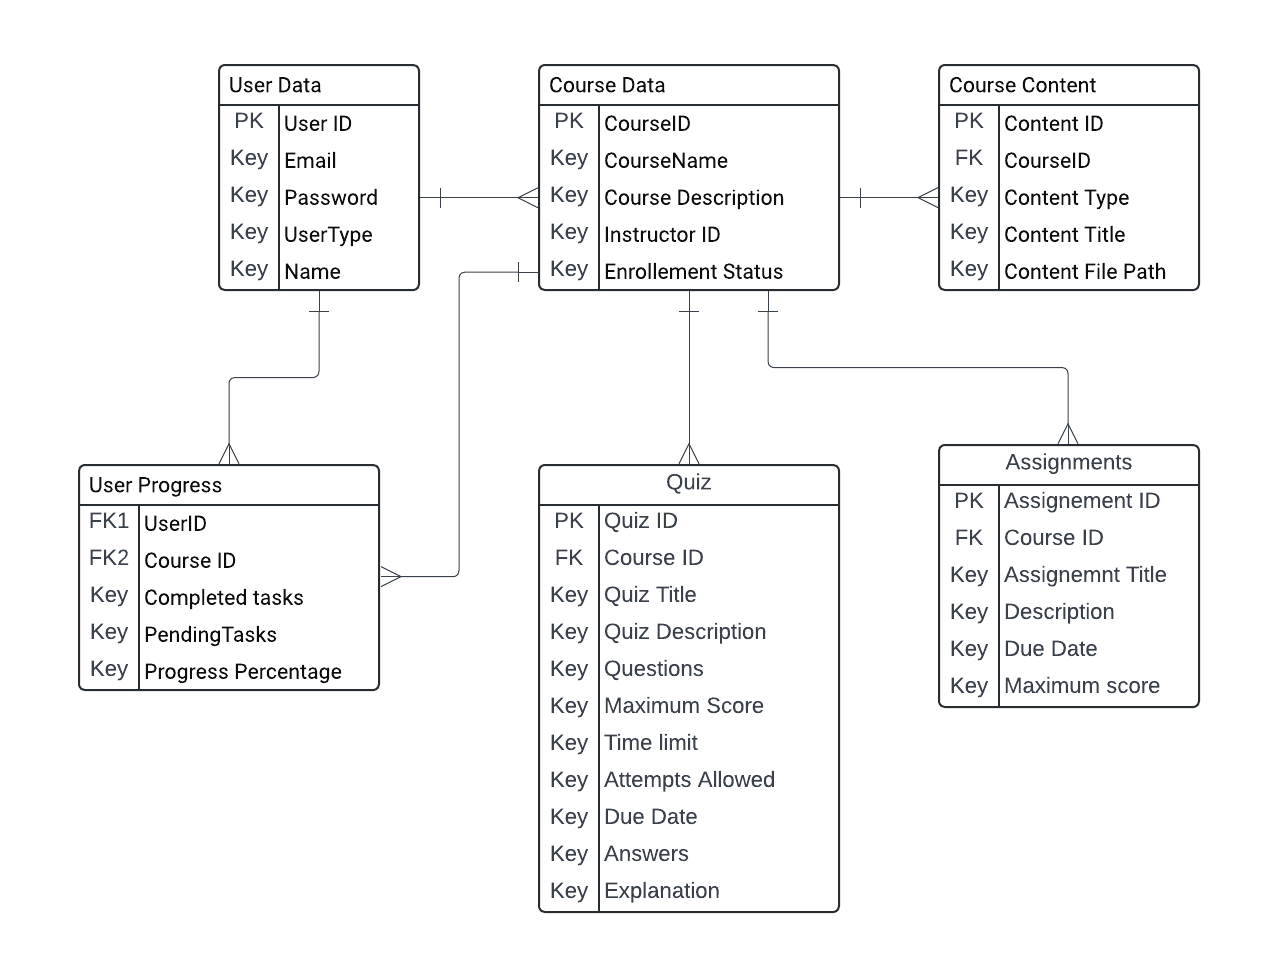 User Data
PK User ID
Key Email
Key Password
Key UserType
Key Name
Course Data
PK CourseID
Key CourseName
Key Course Description
Key Instructor ID
Key Enrollement Status
Course Content
PK Content ID
FK CourseID
Key Content Type
Key Content Title
Key Content File Path
User Progress
FK1 UserID
FK2 Course ID
Key Completed tasks
Key PendingTasks
Key Progress Percentage
Quiz
PK Quiz ID
FK Course ID
Key Quiz Title
Key Quiz Description
Key Questions
Key Maximum Score
Key Time limit
Key Attempts Allowed
Key Due Date
Key Answers
Key Explanation
Assignments
PK Assignement ID
FK Course ID
Key Assignemnt Title
Key Description
Key Due Date
Key Maximum score